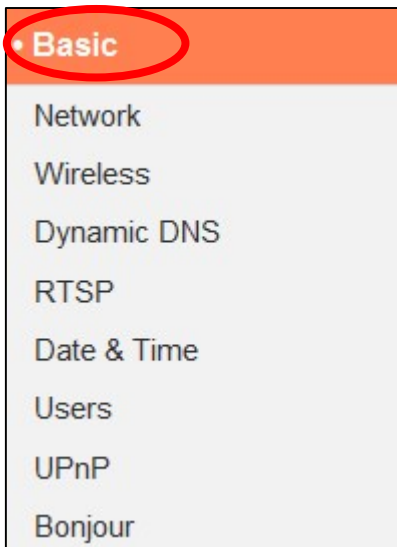 • Basic
Network
Wireless
Dynamic DNS
RTSP
Date & Time
Users
UPnP
Bonjour